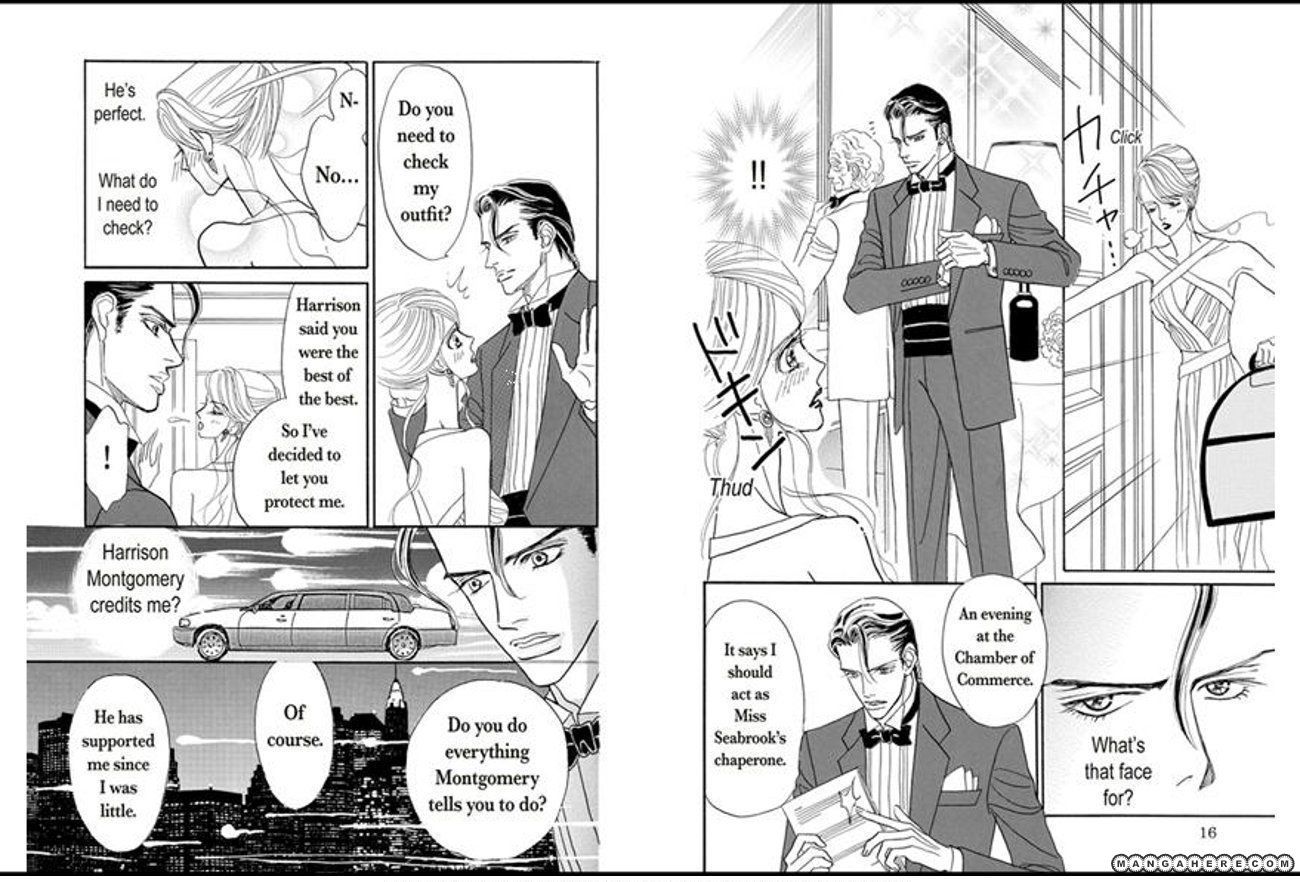 Click
カチャ…
!!
ドキン
Thud
What's
that face
for?
An evening
at the
Chamber of
Commerce.
It says I
should
act as
Miss
Seabrook's
chaperone.
16
Do you
need to
check
my
outfit?
N-
No...
He's
perfect.
What do
I need to
check?
Harrison
said you
were the
best of
the best.
So I've
decided to
let you
protect me.
!
Harrison
Montgomery
credits me?
Do you do
everything
Montgomery
tells you to do?
Of
course.
He has
supported
me since
I was
little.
MANGAHERE.COM